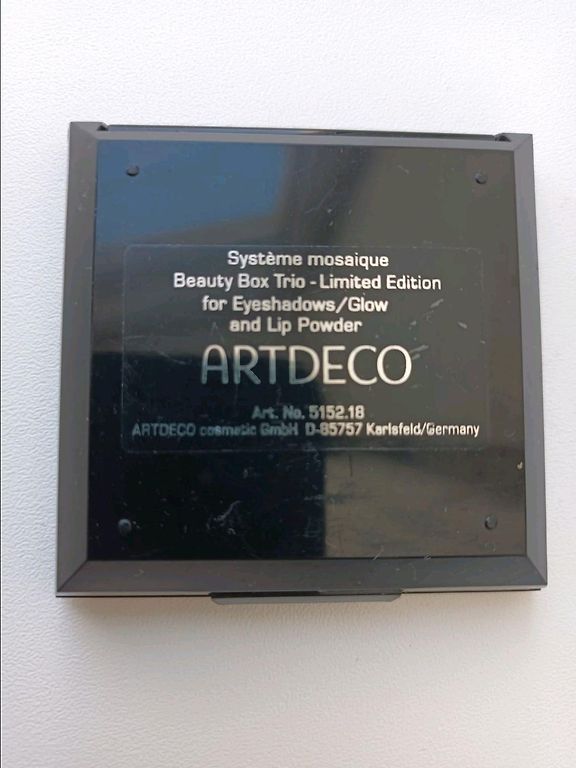 Système mosaique
Beauty Box Trio - Limited Edition
for Eyeshadows/Glow
and Lip Powder
ARTDECO
Art. No. 5152.18
ARTDECO cosmetic GmbH D-85757 Karlsfeld/Germany